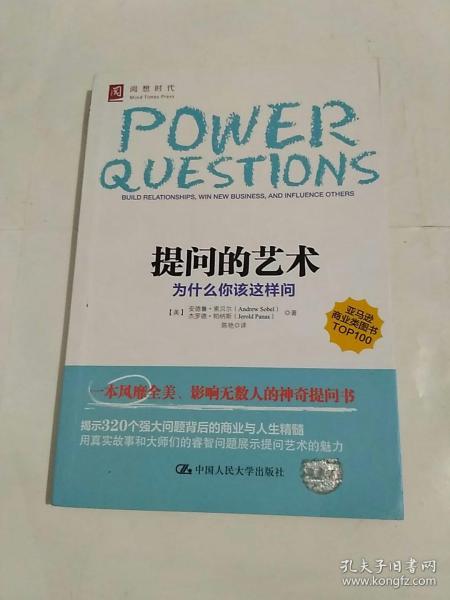 阅想时代
Mind Times Press
POWER
QUESTIONS
BUILD RELATIONSHIPS, WIN NEW BUSINESS, AND INFLUENCE OTHERS
提问的艺术
为什么你该这样问
【美】 安德鲁·索贝尔(Andrew Sobel)
杰罗德·帕纳斯(Jerold Panas) ◎著
陈艳◎译
亚马逊
商业类图书
TOP100
一本风靡全美、影响无数人的神奇提问书
揭示320个强大问题背后的商业与人生精髓
用真实故事和大师们的睿智问题展示提问艺术的魅力
中国人民大学出版社
孔夫子旧书网
www.kongfz.com